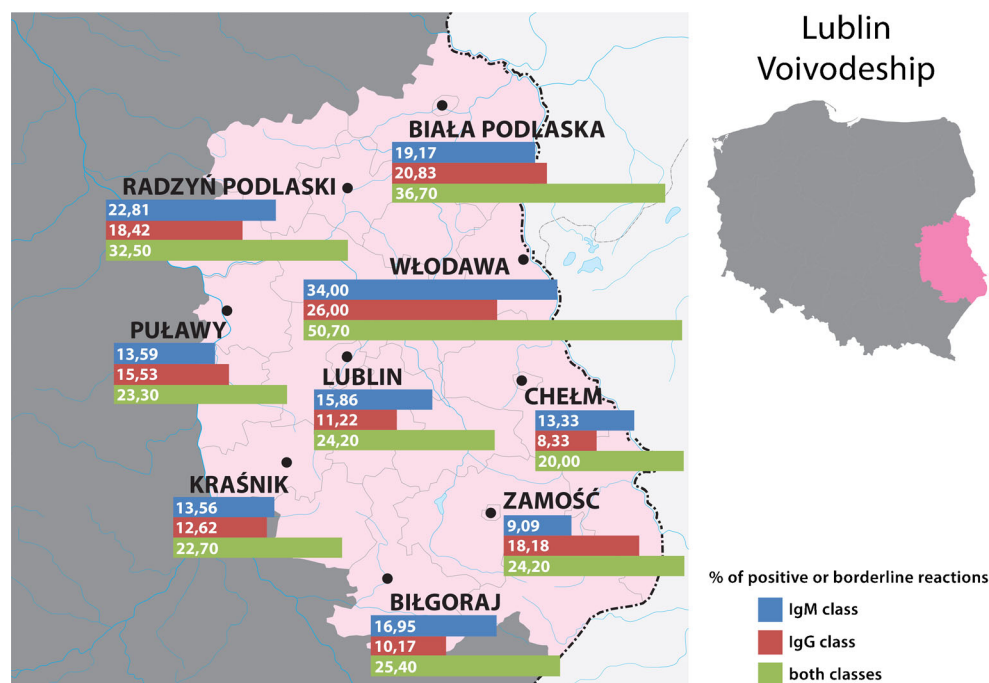 Lublin
Voivodeship
BIAŁA PODLASKA
19,17
20,83
36,70
RADZYŃ PODLASKI
22,81
18,42
32,50
WŁODAWA
34,00
26,00
50,70
PUŁAWY
13,59
15,53
23,30
LUBLIN
15,86
11,22
24,20
CHEŁM
13,33
8,33
20,00
KRAŚNIK
13,56
12,62
22,70
ZAMOŚĆ
9,09
18,18
24,20
BIŁGORAJ
16,95
10,17
25,40
% of positive or borderline reactions
IgM class
IgG class
both classes